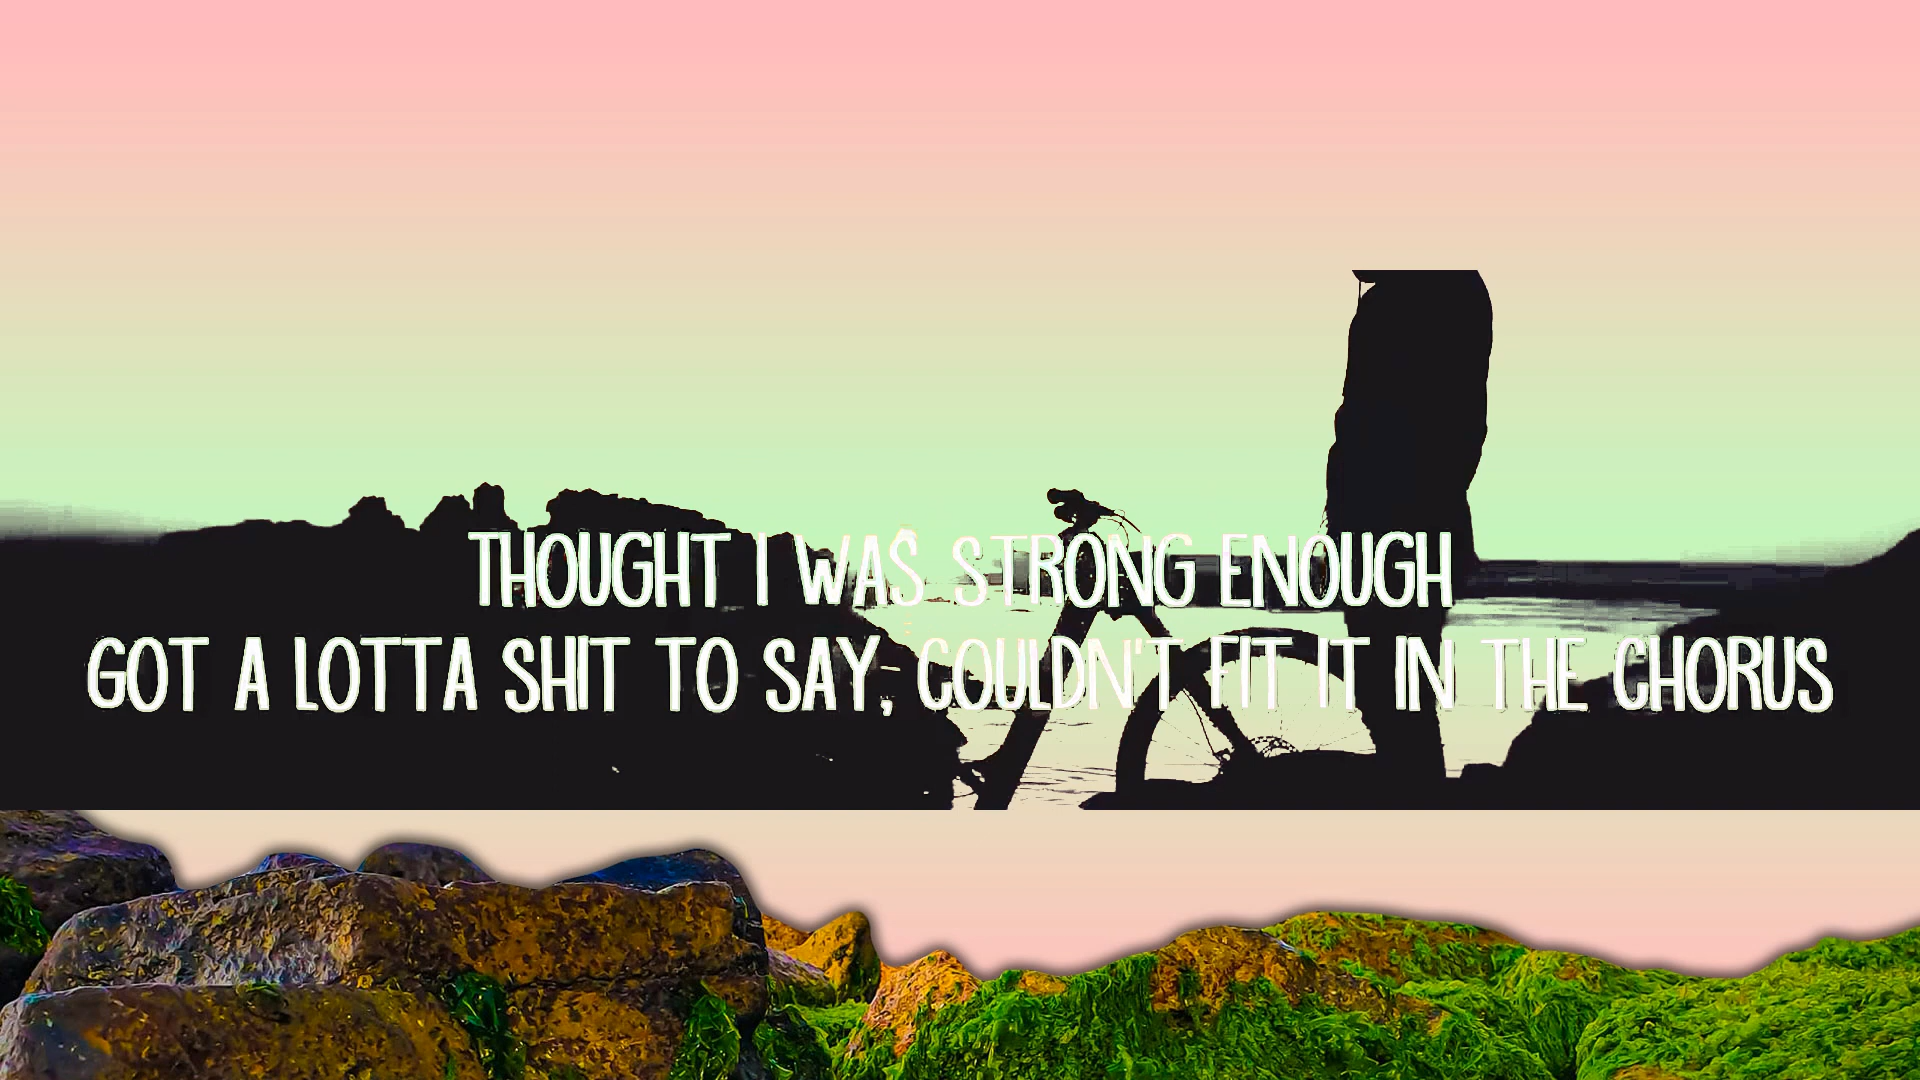 THOUGHT I WAS STRONG ENOUGH
GOT A LOTTA SHIT TO SAY, COULDN'T FIT IT IN THE CHORUS